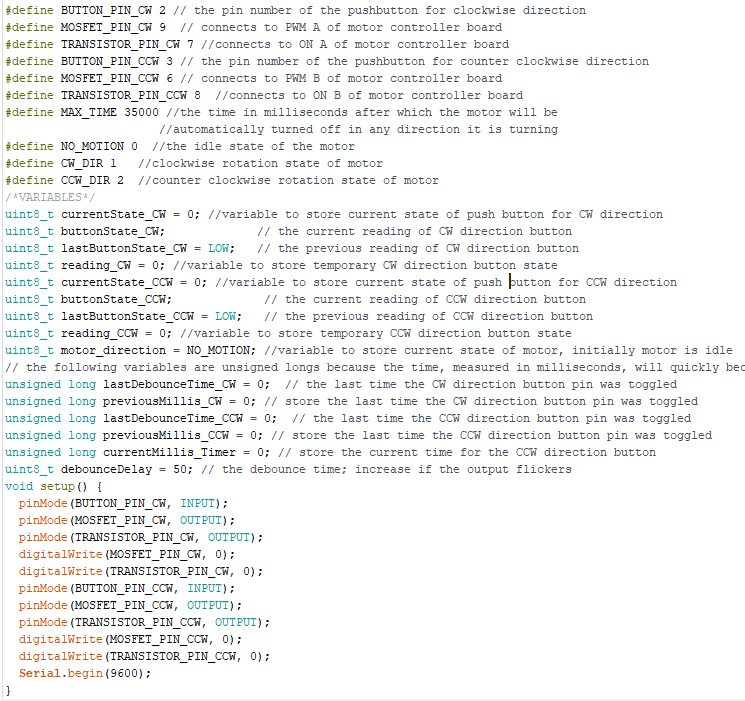 #define BUTTON_PIN_CW 2 // the pin number of the pushbutton for clockwise direction
#define MOSFET_PIN_CW 9  // connects to PWM A of motor controller board
#define TRANSISTOR_PIN_CW 7 //connects to ON A of motor controller board
#define BUTTON_PIN_CCW 3 // the pin number of the pushbutton for counter clockwise direction
#define MOSFET_PIN_CCW 6 // connects to PWM B of motor controller board
#define TRANSISTOR_PIN_CCW 8  //connects to ON B of motor controller board
#define MAX_TIME 35000 //the time in milliseconds after which the motor will be
                      //automatically turned off in any direction it is turning
#define NO_MOTION 0  //the idle state of the motor
#define CW_DIR 1   //clockwise rotation state of motor
#define CCW_DIR 2  //counter clockwise rotation state of motor
/*VARIABLES*/
uint8_t currentState_CW = 0; //variable to store current state of push button for CW direction
uint8_t buttonState_CW;             // the current reading of CW direction button
uint8_t lastButtonState_CW = LOW;   // the previous reading of CW direction button
uint8_t reading_CW = 0; //variable to store temporary CW direction button state
uint8_t currentState_CCW = 0; //variable to store current state of push button for CCW direction
uint8_t buttonState_CCW;             // the current reading of CCW direction button
uint8_t lastButtonState_CCW = LOW;   // the previous reading of CCW direction button
uint8_t reading_CCW = 0; //variable to store temporary CCW direction button state
uint8_t motor_direction = NO_MOTION; //variable to store current state of motor, initially motor is idle
// the following variables are unsigned longs because the time, measured in milliseconds, will quickly bec
unsigned long lastDebounceTime_CW = 0;  // the last time the CW direction button pin was toggled
unsigned long previousMillis_CW = 0; // store the last time the CW direction button pin was toggled
unsigned long lastDebounceTime_CCW = 0;  // the last time the CCW direction button pin was toggled
unsigned long previousMillis_CCW = 0; // store the last time the CCW direction button pin was toggled
unsigned long currentMillis_Timer = 0; // store the current time for the CCW direction button
uint8_t debounceDelay = 50; // the debounce time; increase if the output flickers
void setup() {
  pinMode(BUTTON_PIN_CW, INPUT);
  pinMode(MOSFET_PIN_CW, OUTPUT);
  pinMode(TRANSISTOR_PIN_CW, OUTPUT);
  digitalWrite(MOSFET_PIN_CW, 0);
  digitalWrite(TRANSISTOR_PIN_CW, 0);
  pinMode(BUTTON_PIN_CCW, INPUT);
  pinMode(MOSFET_PIN_CCW, OUTPUT);
  pinMode(TRANSISTOR_PIN_CCW, OUTPUT);
  digitalWrite(MOSFET_PIN_CCW, 0);
  digitalWrite(TRANSISTOR_PIN_CCW, 0);
  Serial.begin(9600);
}